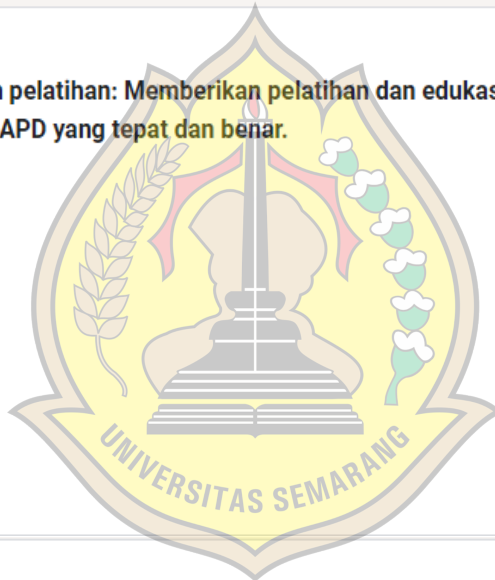 pelatihan: Memberikan pelatihan dan edukas
APD yang tepat dan benar.
UNIVERSITAS SEMARANG